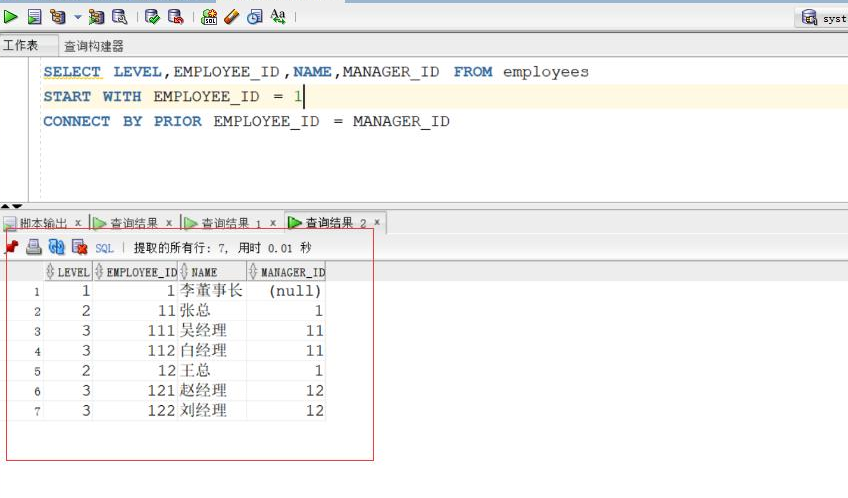 syst
工作表 查询构建器
SELECT LEVEL,EMPLOYEE_ID,NAME,MANAGER_ID FROM employees
START WITH EMPLOYEE_ID = 1
CONNECT BY PRIOR EMPLOYEE_ID = MANAGER_ID
脚本输出 x 查询结果 x 查询结果 1 x 查询结果 2 x
SQL | 提取的所有行: 7, 用时 0.01 秒
LEVEL EMPLOYEE_ID NAME MANAGER_ID
1 1 1 李董事长 (null)
2 2 11 张总 1
3 3 111 吴经理 11
4 3 112 白经理 11
5 2 12 王总 1
6 3 121 赵经理 12
7 3 122 刘经理 12